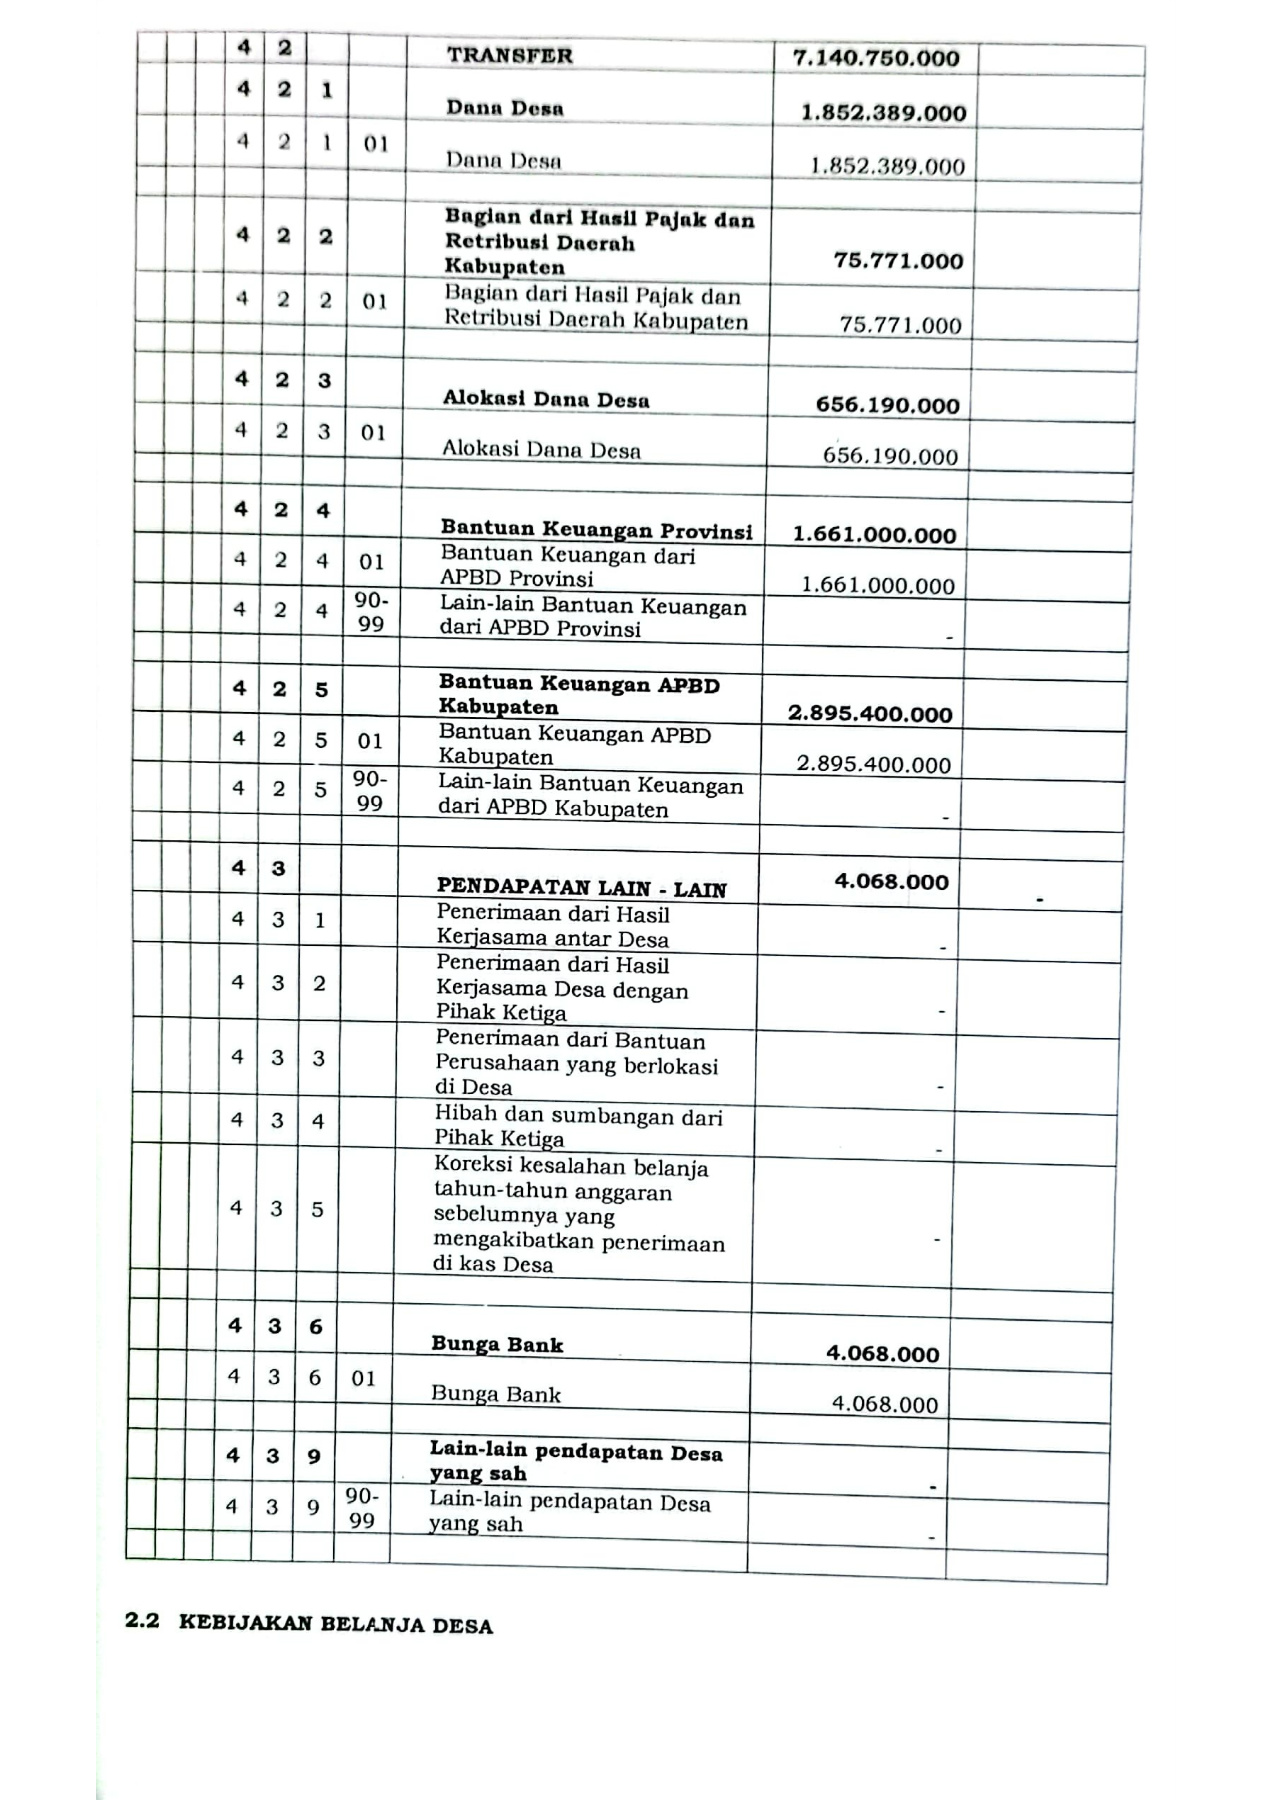 4 2 TRANSFER 7.140.750.000
4 2 1 Dana Desa 1.852.389.000
4 2 1 01 Dana Desa 1.852.389.000
Bagian dari Hasil Pajak dan
4 2 2 Retribusi Daerah
Kabupaten 75.771.000
4 2 2 01 Bagian dari Hasil Pajak dan
Retribusi Daerah Kabupaten 75.771.000
4 2 3 Alokasi Dana Desa 656.190.000
4 2 3 01 Alokasi Dana Desa 656.190.000
4 2 4 Bantuan Keuangan Provinsi 1.661.000.000
4 2 4 01 Bantuan Keuangan dari
APBD Provinsi 1.661.000.000
4 2 4 90- Lain-lain Bantuan Keuangan
99 dari APBD Provinsi -
4 2 5 Bantuan Keuangan APBD
Kabupaten 2.895.400.000
4 2 5 01 Bantuan Keuangan APBD
Kabupaten 2.895.400.000
4 2 5 90- Lain-lain Bantuan Keuangan
99 dari APBD Kabupaten -
4 3 PENDAPATAN LAIN - LAIN 4.068.000 -
4 3 1 Penerimaan dari Hasil
Kerjasama antar Desa -
Penerimaan dari Hasil
4 3 2 Kerjasama Desa dengan
Pihak Ketiga -
Penerimaan dari Bantuan
4 3 3 Perusahaan yang berlokasi
di Desa -
4 3 4 Hibah dan sumbangan dari
Pihak Ketiga -
Koreksi kesalahan belanja
tahun-tahun anggaran
4 3 5 sebelumnya yang
mengakibatkan penerimaan -
di kas Desa
4 3 6 Bunga Bank 4.068.000
4 3 6 01 Bunga Bank 4.068.000
4 3 9 Lain-lain pendapatan Desa
yang sah -
4 3 9 90- Lain-lain pendapatan Desa
99 yang sah -
2.2 KEBIJAKAN BELANJA DESA